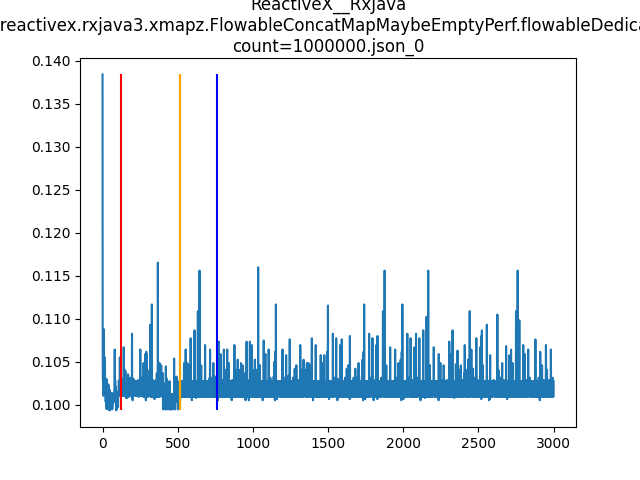 ReactiveX__RxJava
reactivex.rxjava3.xmapz.FlowableConcatMapMaybeEmptyPerf.flowableDedica
count=1000000.json_0
0.140
0.135
0.130
0.125
0.120
0.115
0.110
0.105
0.100
0 500 1000 1500 2000 2500 3000